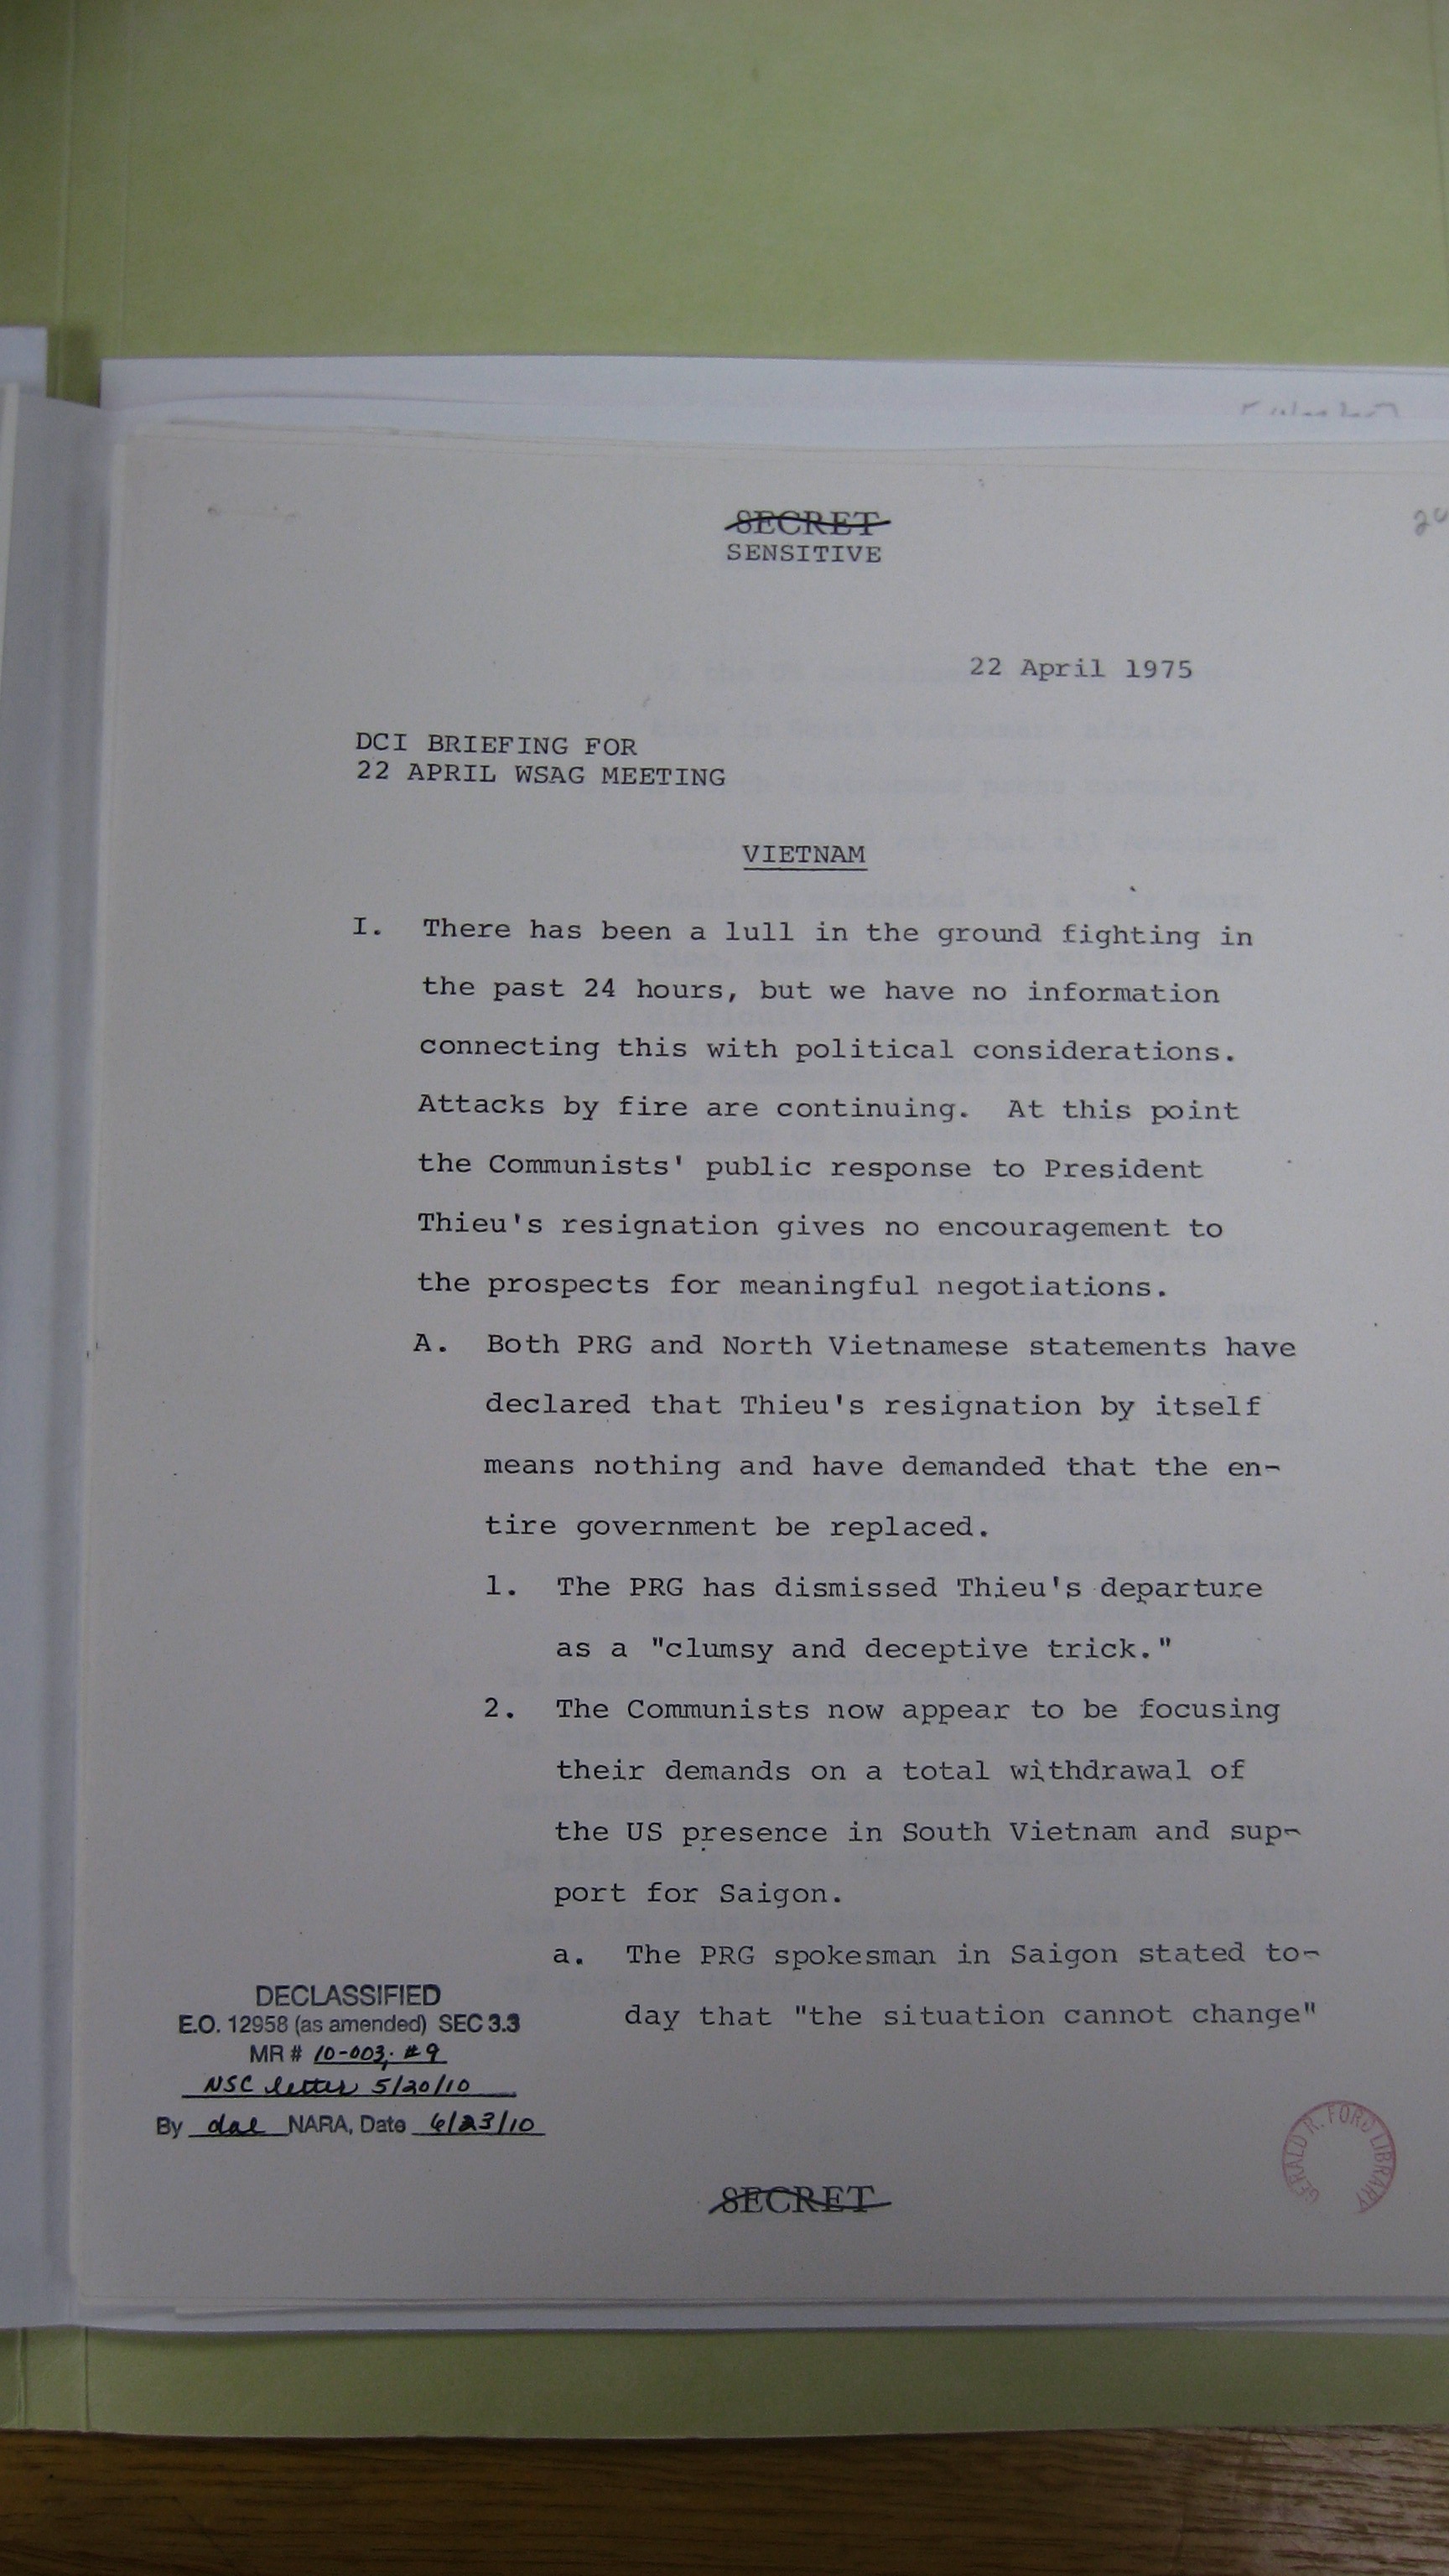 SECRET
SENSITIVE
22 April 1975
DCI BRIEFING FOR
22 APRIL WSAG MEETING
VIETNAM
I. There has been a lull in the ground fighting in
the past 24 hours, but we have no information
connecting this with political considerations.
Attacks by fire are continuing. At this point
the Communists' public response to President
Thieu's resignation gives no encouragement to
the prospects for meaningful negotiations.
A. Both PRG and North Vietnamese statements have
declared that Thieu's resignation by itself
means nothing and have demanded that the en-
tire government be replaced.
1. The PRG has dismissed Thieu's departure
as a "clumsy and deceptive trick."
2. The Communists now appear to be focusing
their demands on a total withdrawal of
the US presence in South Vietnam and sup-
port for Saigon.
a. The PRG spokesman in Saigon stated to-
day that "the situation cannot change"
DECLASSIFIED
E.O. 12958 (as amended) SEC 3.3
MR # 10-003; #9
NSC letter 5/20/10
By dal NARA, Date 6/23/10
GERALD R. FORD LIBRARY
SECRET